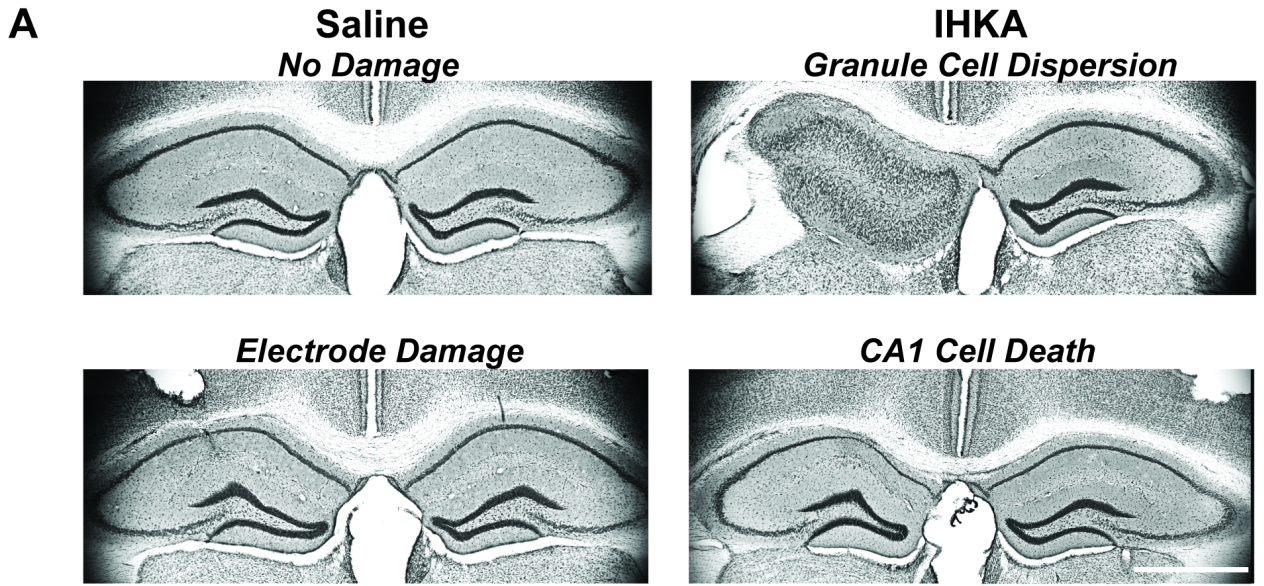 A
Saline
No Damage
IHKA
Granule Cell Dispersion
Electrode Damage
CA1 Cell Death